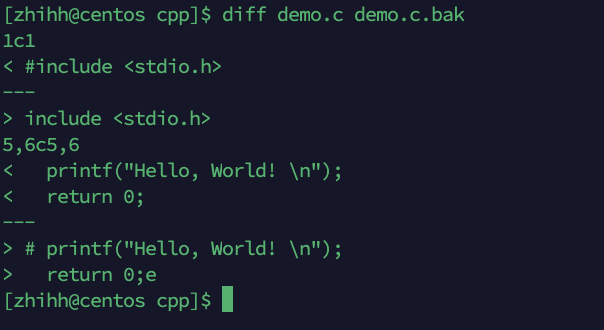 [zhihh@centos cpp]$ diff demo.c demo.c.bak
1c1
< #include <stdio.h>
---
> include <stdio.h>
5,6c5,6
<   printf("Hello, World! \n");
<   return 0;
---
> # printf("Hello, World! \n");
>   return 0;e
[zhihh@centos cpp]$